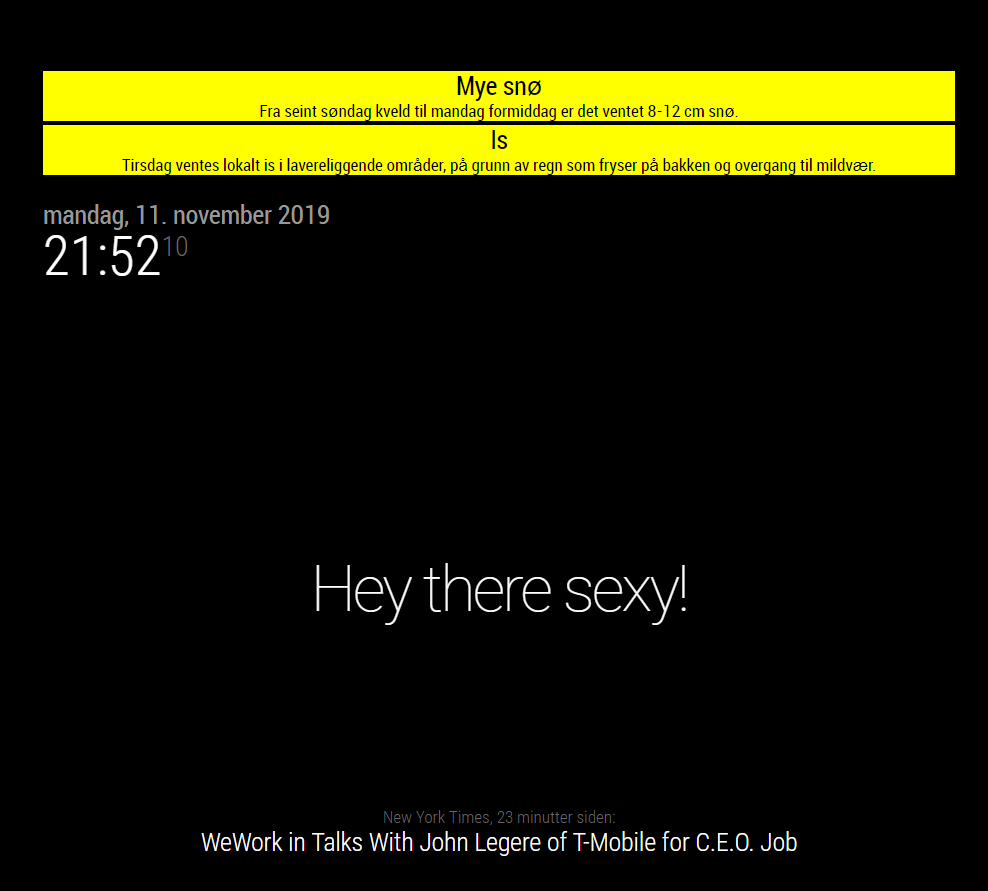 Mye snø
Fra seint søndag kveld til mandag formiddag er det ventet 8-12 cm snø.
Is
Tirsdag ventes lokalt is i lavereliggende områder, på grunn av regn som fryser på bakken og overgang til mildvær.
mandag, 11. november 2019
21:52 10
Hey there sexy!
New York Times, 23 minutter siden:
WeWork in Talks With John Legere of T-Mobile for C.E.O. Job